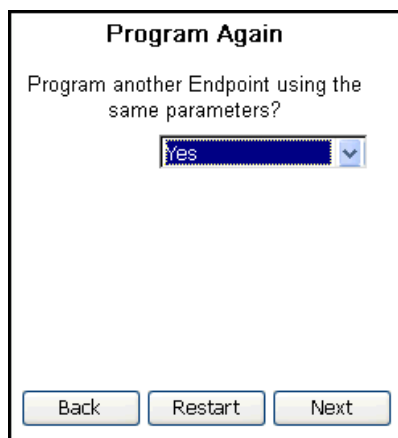 Program Again
Program another Endpoint using the
same parameters?
Yes
Back Restart Next